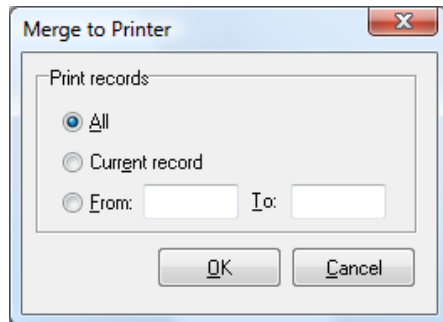 Merge to Printer
Print records
All
Current record
From: To:
OK Cancel